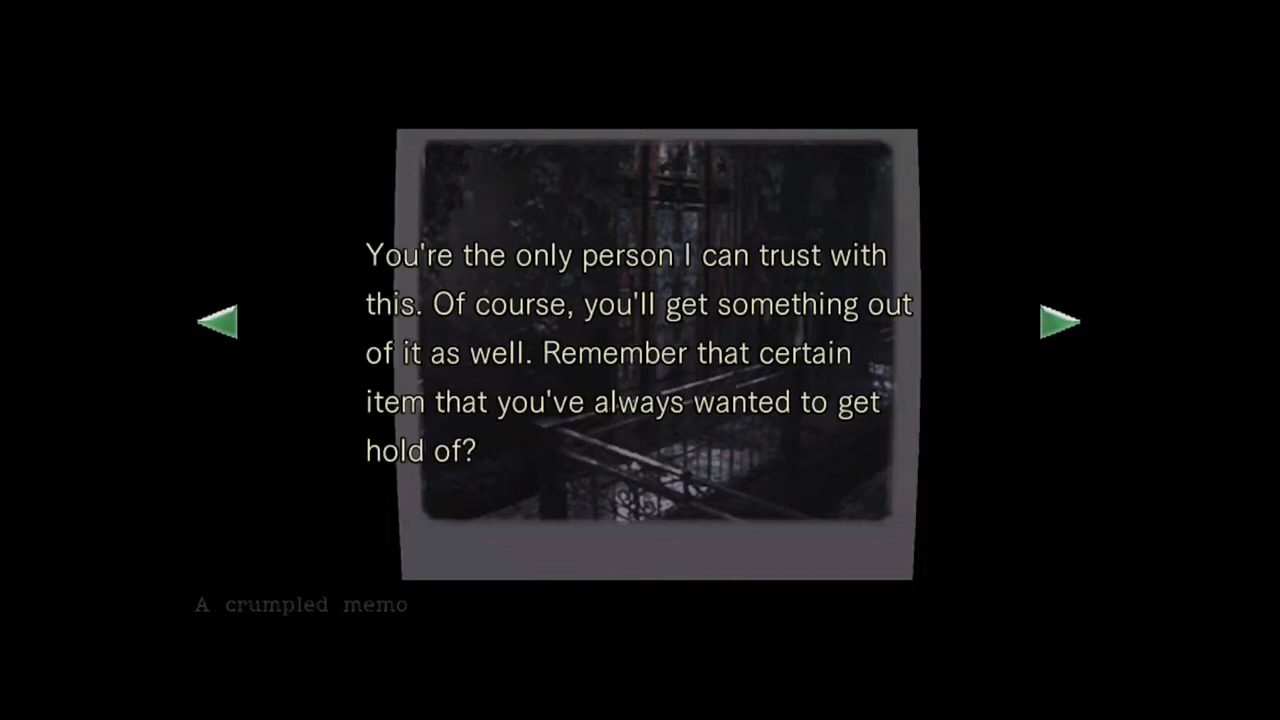 You're the only person I can trust with
this. Of course, you'll get something out
of it as well. Remember that certain
item that you've always wanted to get
hold of?
A crumpled memo